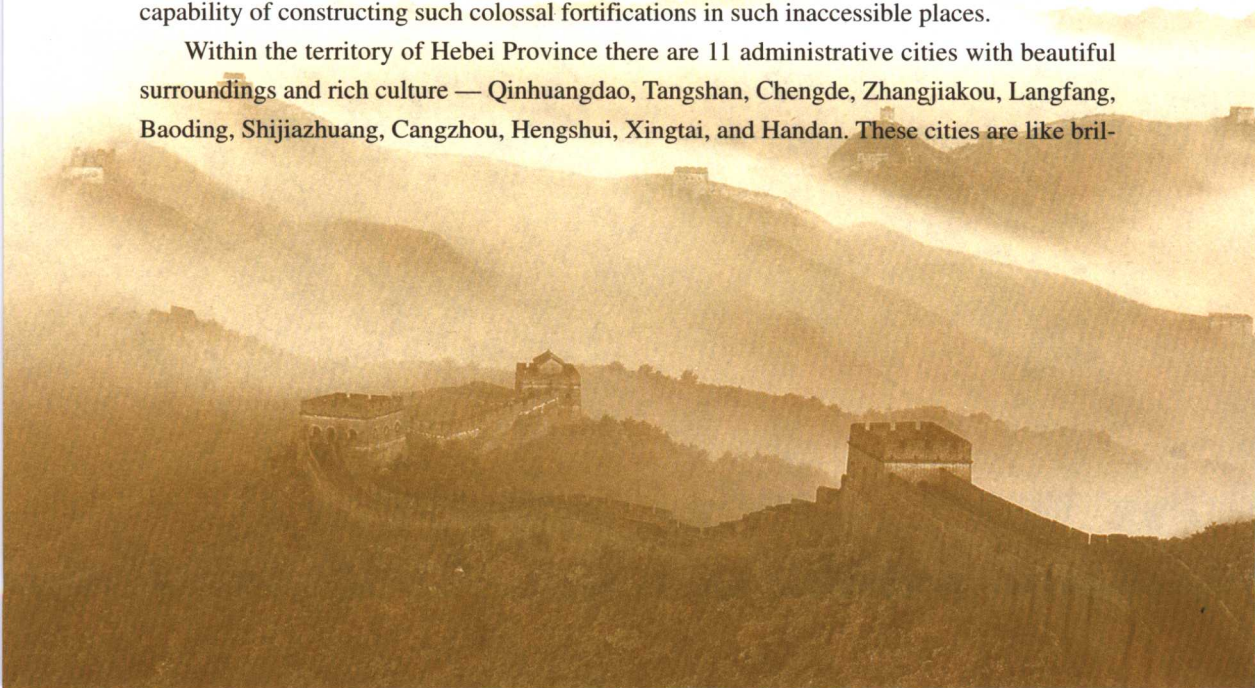 capability of constructing such colossal fortifications in such inaccessible places.
Within the territory of Hebei Province there are 11 administrative cities with beautiful
surroundings and rich culture — Qinhuangdao, Tangshan, Chengde, Zhangjiakou, Langfang,
Baoding, Shijiazhuang, Cangzhou, Hengshui, Xingtai, and Handan. These cities are like bril-